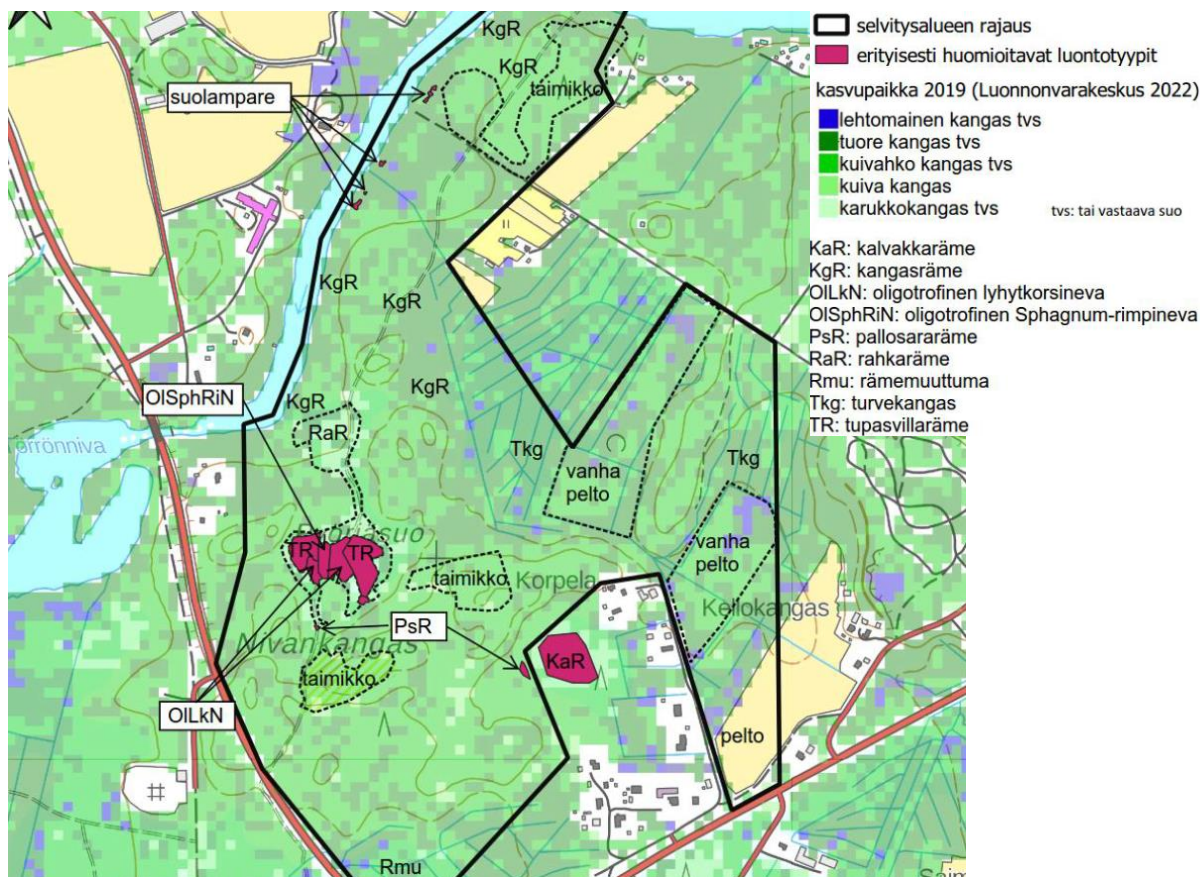 selvitysalueen rajaus
erityisesti huomioitavat luontotyypit
kasvupaikka 2019 (Luonnonvarakeskus 2022)
lehtomainen kangas tvs
tuore kangas tvs
kuivahko kangas tvs
kuiva kangas
karukkokangas tvs
tvs: tai vastaava suo
KaR: kalvakkaräme
KgR: kangasräme
OlLkN: oligotrofinen lyhytkorsineva
OlSphRiN: oligotrofinen Sphagnum-rimpineva
PsR: pallosararäme
RaR: rahkaräme
Rmu: rämemuuttuma
Tkg: turvekangas
TR: tupasvillaräme
KgR
KgR
taimikko
suolampare
KgR
KgR
KgR
KgR
OlSphRiN
RaR
Tkg
vanha
pelto
Tkg
vanha
pelto
TR
TR
taimikko
Korpela
Kellokangas
PsR
Nivankangas
KaR
taimikko
OlLkN
pelto
Rmu